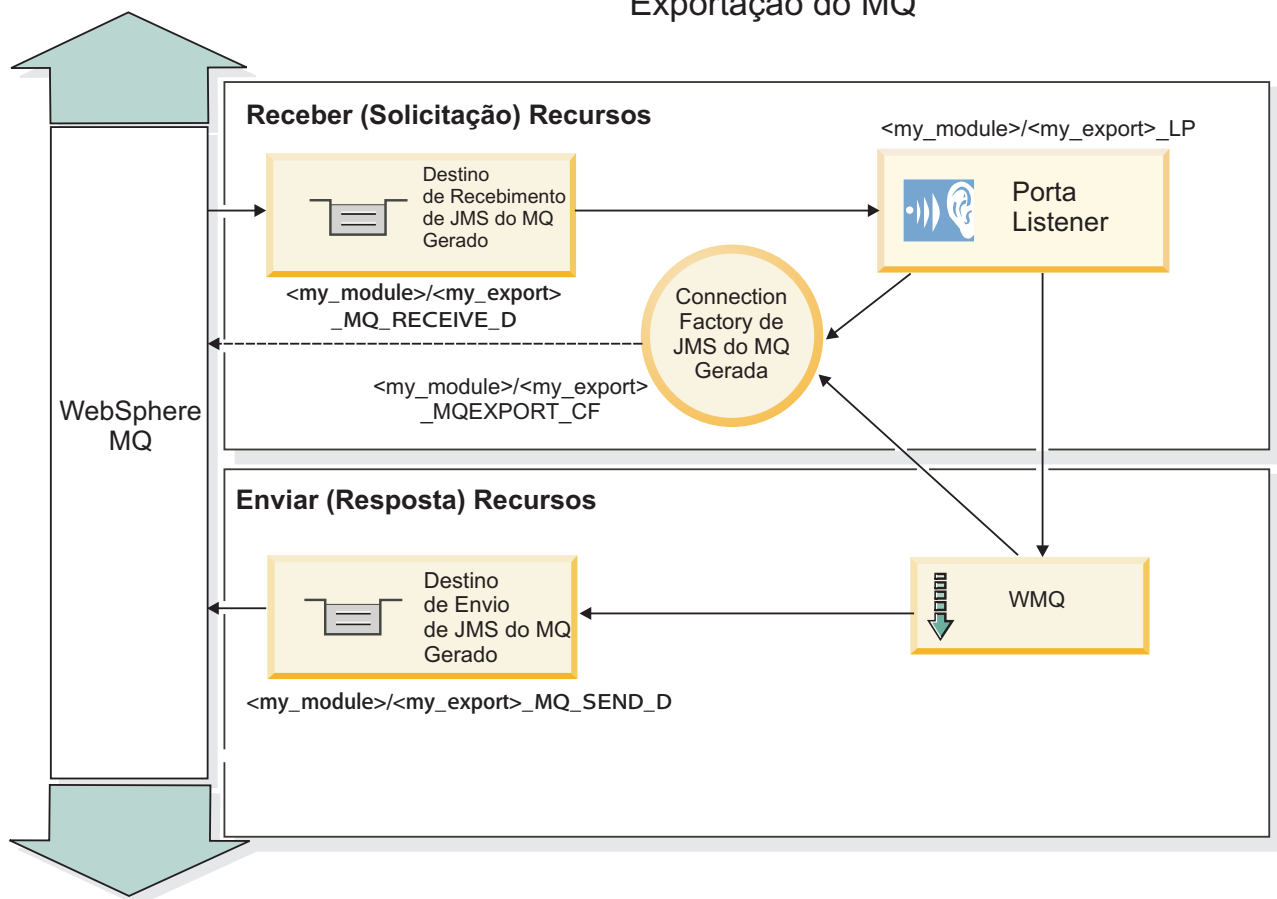 Exportação do MQ
Receber (Solicitação) Recursos
<my_module>/<my_export>_LP
Destino
de Recebimento
de JMS do MQ
Gerado
Porta
Listener
<my_module>/<my_export>
_MQ_RECEIVE_D
Connection
Factory de
JMS do MQ
Gerada
<my_module>/<my_export>
_MQEXPORT_CF
WebSphere
MQ
Enviar (Resposta) Recursos
Destino
de Envio
de JMS do MQ
Gerado
WMQ
<my_module>/<my_export>_MQ_SEND_D